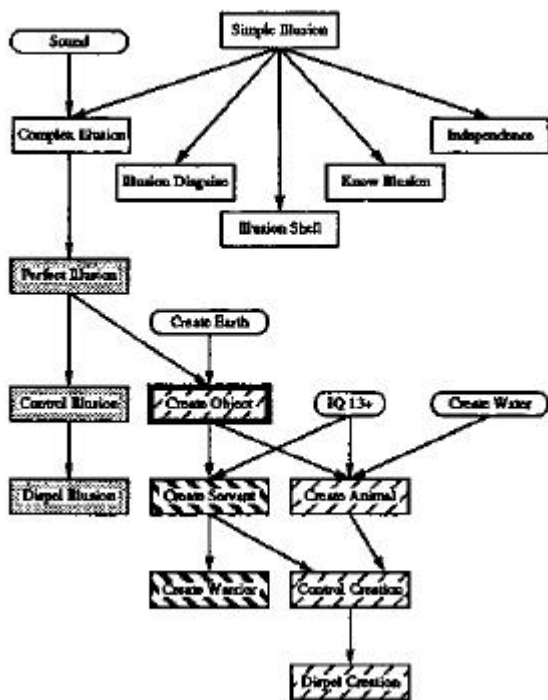 Simple Illusion
Sound
Complex Illusion
Independence
Illusion Disguise
Know Illusion
Illusion Shell
Perfect Illusion
Create Earth
Control Illusion
Create Object
IQ 13+
Create Water
Dispel Illusion
Create Servant
Create Animal
Create Warrior
Control Creation
Dispel Creation